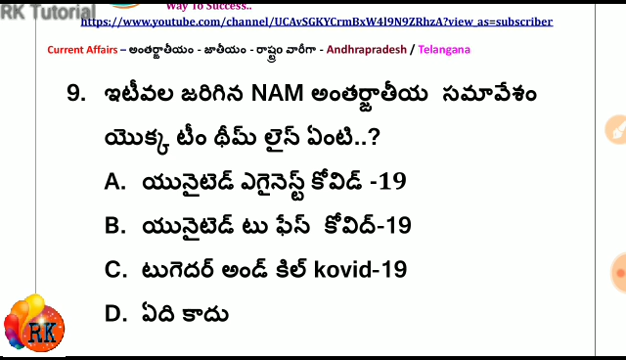 Way To Success..
RK Tutorial
https://www.youtube.com/channel/UCAvSGKYCrmBxW4I9N9ZRhzA?view_as=subscriber
Current Affairs – అంతర్జాతీయం - జాతీయం - రాష్ట్రం వారీగా - Andhrapradesh / Telangana
9. ఇటీవల జరిగిన NAM అంతర్జాతీయ సమావేశం
యొక్క టీం థీమ్ లైన్ ఏంటి..?
A. యునైటెడ్ ఎగైనెస్ట్ కోవిడ్ -19
B. యునైటెడ్ టు ఫేస్ కోవిద్-19
C. టుగెదర్ అండ్ కిల్ kovid-19
D. ఏది కాదు
RK